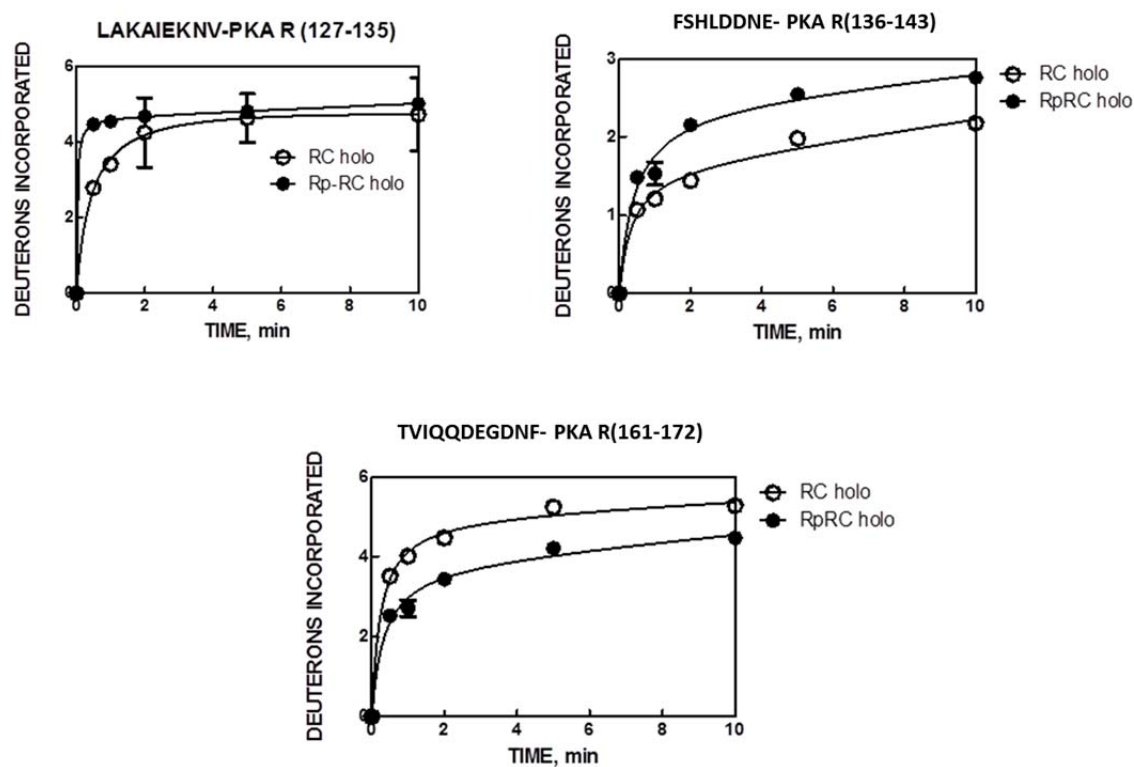 LAKAIEKNV-PKA R (127-135)
6
4
2
0
DEUTERONS INCORPORATED
RC holo
Rp-RC holo
0 2 4 6 8 10
TIME, min
FSHLDDNE- PKA R(136-143)
3
2
1
0
DEUTERONS INCORPORATED
RC holo
RpRC holo
0 2 4 6 8 10
TIME, min
TVIQQDEGDNF- PKA R(161-172)
6
4
2
0
DEUTERONS INCORPORATED
RC holo
RpRC holo
0 2 4 6 8 10
TIME, min